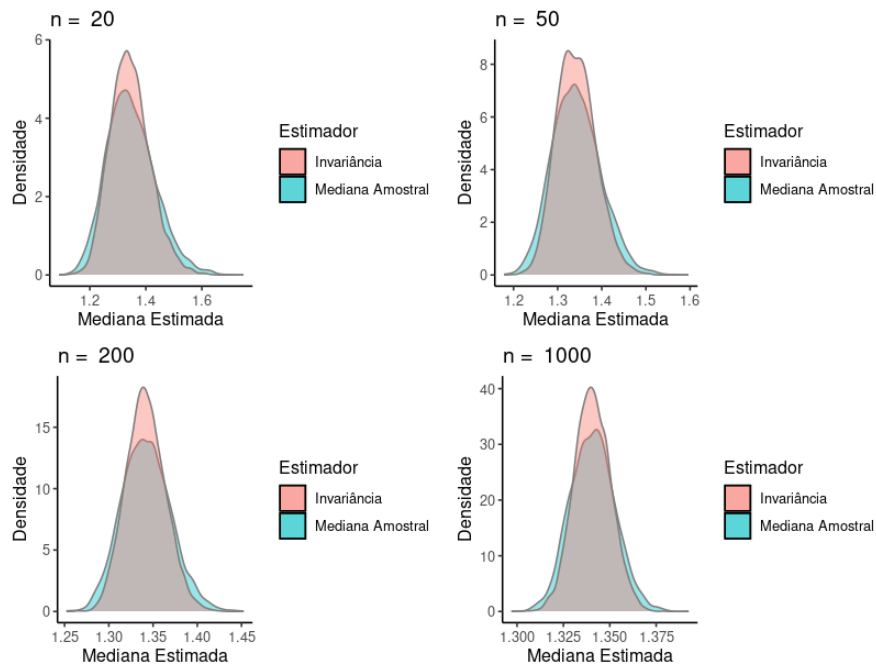 n = 20
6
4
2
0
Densidade
1.2 1.4 1.6
Mediana Estimada
Estimador
Invariância
Mediana Amostral
n = 50
8
6
4
2
0
Densidade
1.2 1.3 1.4 1.5 1.6
Mediana Estimada
Estimador
Invariância
Mediana Amostral
n = 200
15
10
5
0
Densidade
1.25 1.30 1.35 1.40 1.45
Mediana Estimada
Estimador
Invariância
Mediana Amostral
n = 1000
40
30
20
10
0
Densidade
1.300 1.325 1.350 1.375
Mediana Estimada
Estimador
Invariância
Mediana Amostral